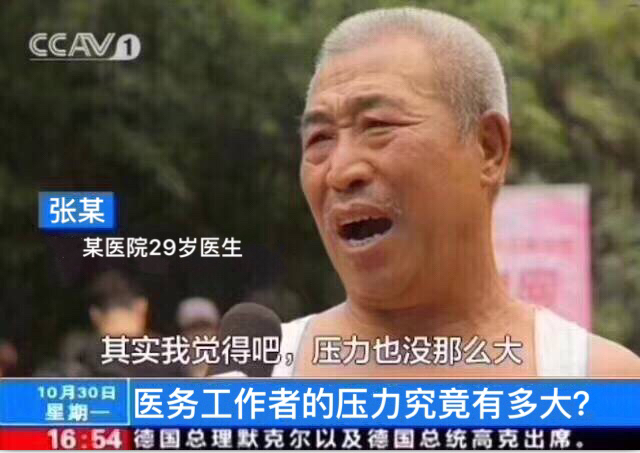 CCAV 1
张某
某医院29岁医生
其实我觉得吧，压力也没那么大
10月30日
星期一
医务工作者的压力究竟有多大?
16:54 德国总理默克尔以及德国总统高克出席。